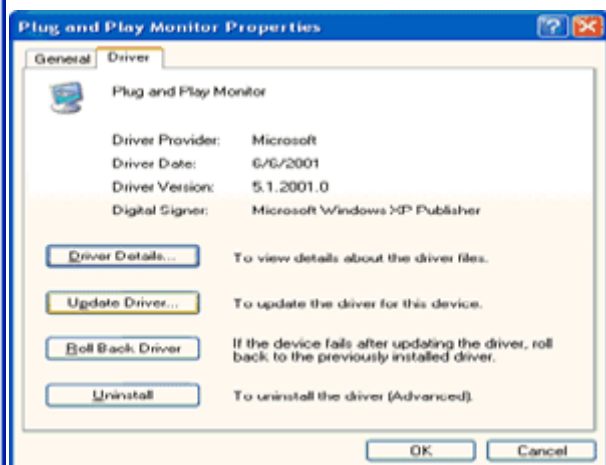 Plug and Play Monitor Properties
General Driver
Plug and Play Monitor
Driver Provider: Microsoft
Driver Date: 6/6/2001
Driver Version: 5.1.2001.0
Digital Signer: Microsoft Windows XP Publisher
Driver Details... To view details about the driver files.
Update Driver... To update the driver for this device.
Roll Back Driver If the device fails after updating the driver, roll
back to the previously installed driver.
Uninstall To uninstall the driver (Advanced).
OK Cancel